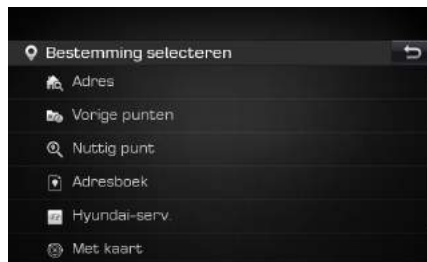 Bestemming selecteren
Adres
Vorige punten
Nuttig punt
Adresboek
Hyundai-serv.
Met kaart